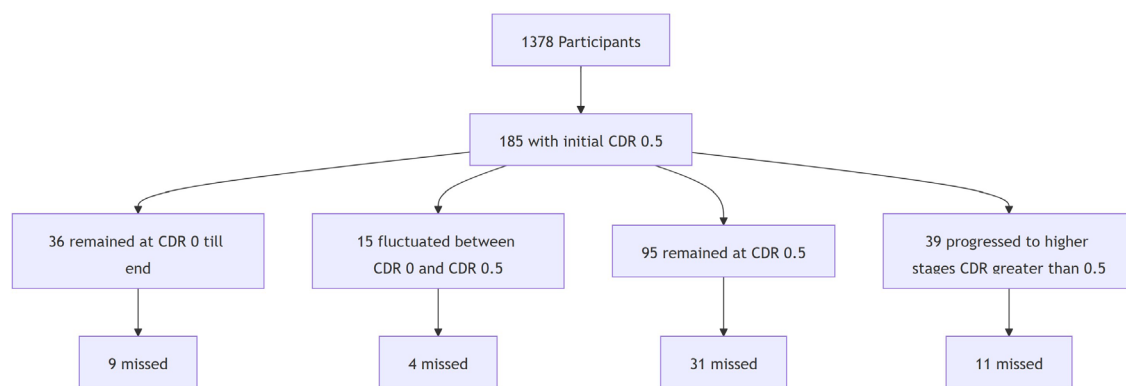 1378 Participants
185 with initial CDR 0.5
36 remained at CDR 0 till
end
15 fluctuated between
CDR 0 and CDR 0.5
95 remained at CDR 0.5
39 progressed to higher
stages CDR greater than 0.5
9 missed
4 missed
31 missed
11 missed